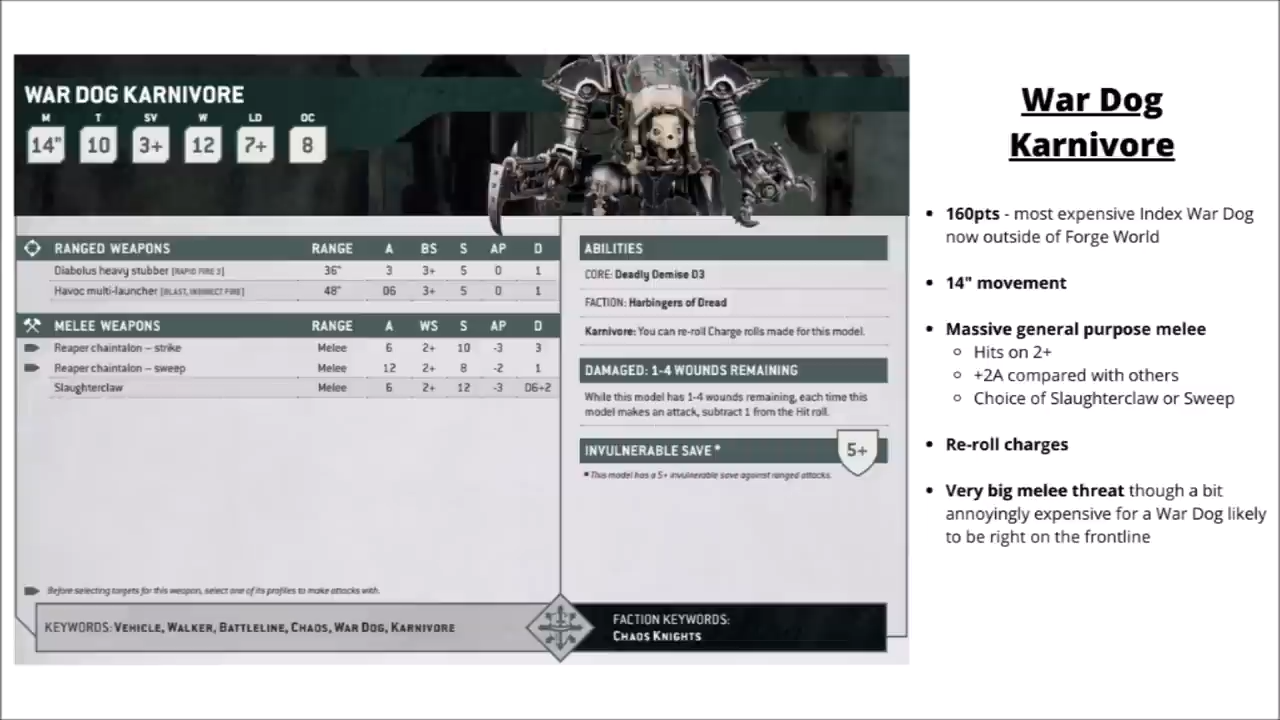 WAR DOG KARNIVORE
M T SV W LD OC
14" 10 3+ 12 7+ 8
RANGED WEAPONS RANGE A BS S AP D
Diabolus heavy stubber [RAPID FIRE 3] 36" 3 3+ 5 0 1
Havoc multi-launcher [BLAST, INDIRECT FIRE] 48" D6 3+ 5 0 1
MELEE WEAPONS RANGE A WS S AP D
Reaper chaintalon – strike Melee 6 2+ 10 -3 3
Reaper chaintalon – sweep Melee 12 2+ 8 -2 1
Slaughterclaw Melee 6 2+ 12 -3 D6+2
Before selecting targets for this weapon, select one of its profiles to make attacks with.
ABILITIES
CORE: Deadly Demise D3
FACTION: Harbingers of Dread
Karnivore: You can re-roll Charge rolls made for this model.
DAMAGED: 1-4 WOUNDS REMAINING
While this model has 1-4 wounds remaining, each time this
model makes an attack, subtract 1 from the Hit roll.
INVULNERABLE SAVE* 5+
* This model has a 5+ invulnerable save against ranged attacks.
KEYWORDS: VEHICLE, WALKER, BATTLELINE, CHAOS, WAR DOG, KARNIVORE
FACTION KEYWORDS:
CHAOS KNIGHTS
War Dog
Karnivore
• 160pts - most expensive Index War Dog
now outside of Forge World
• 14" movement
• Massive general purpose melee
◦ Hits on 2+
◦ +2A compared with others
◦ Choice of Slaughterclaw or Sweep
• Re-roll charges
• Very big melee threat though a bit
annoyingly expensive for a War Dog likely
to be right on the frontline